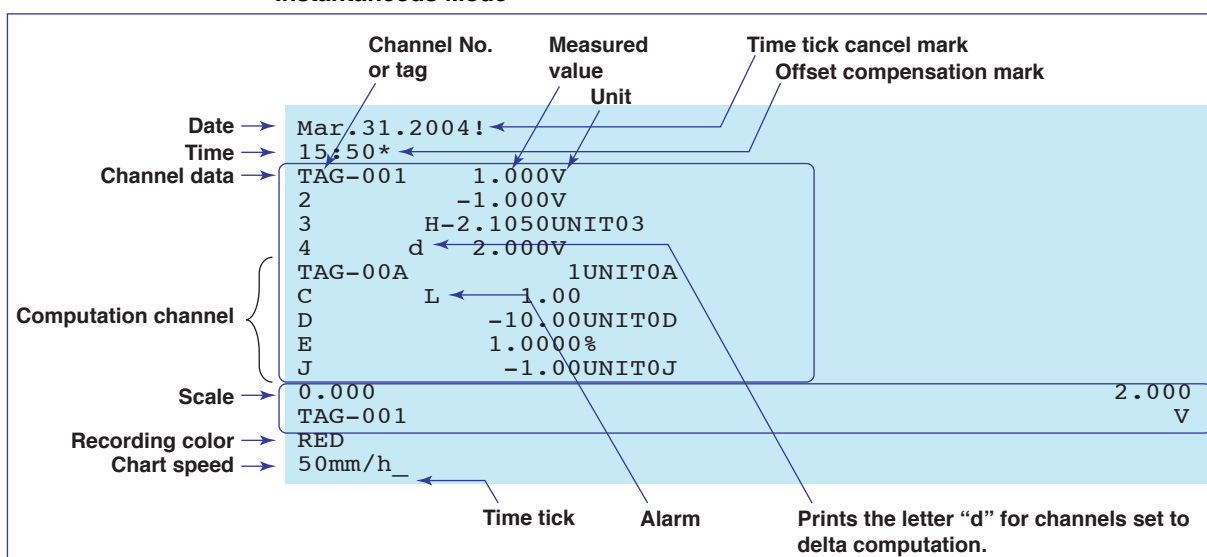 Instantaneous Mode
Channel No. Measured Time tick cancel mark
or tag value Offset compensation mark
Unit
Date Mar.31.2004!
Time 15:50*
Channel data TAG-001 1.000V
2 -1.000V
3 H-2.1050UNIT03
4 d 2.000V
TAG-00A 1UNIT0A
Computation channel C L 1.00
D -10.00UNIT0D
E 1.0000%
J -1.00UNIT0J
Scale 0.000 2.000
TAG-001 V
Recording color RED
Chart speed 50mm/h_
Time tick Alarm Prints the letter “d” for channels set to
delta computation.